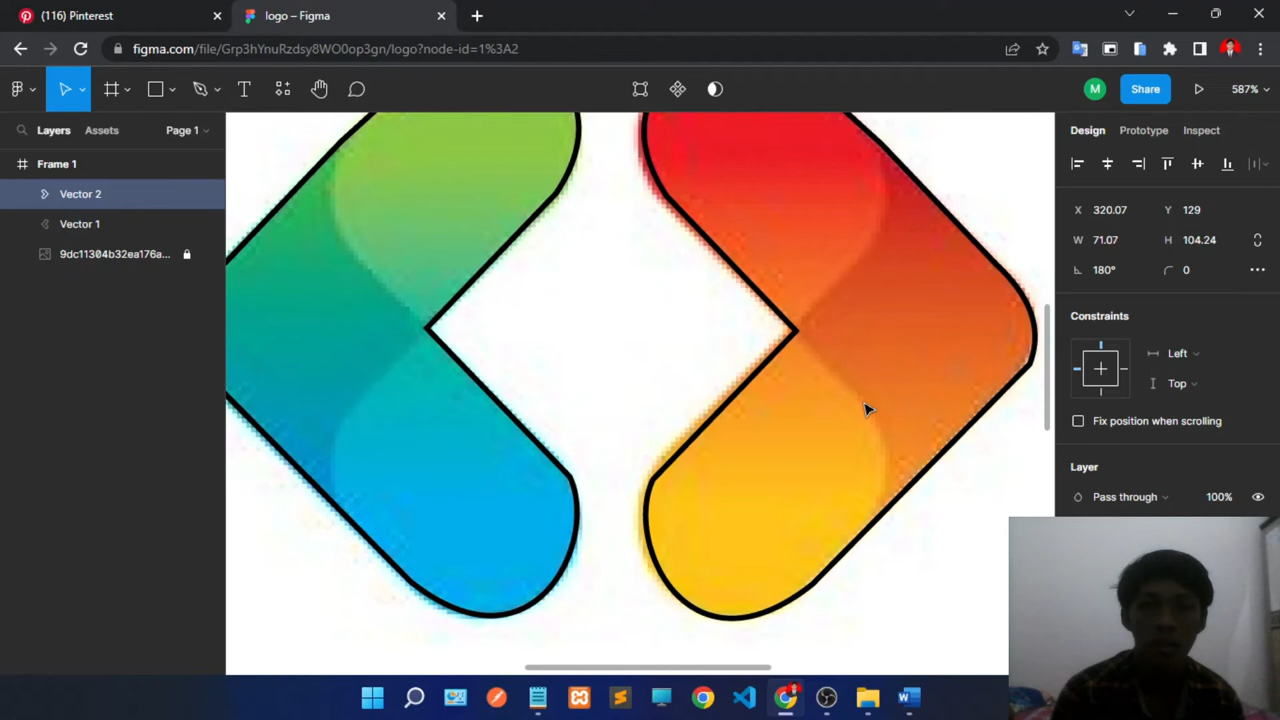 (116) Pinterest
logo – Figma
figma.com/file/Grp3hYnuRzdsy8WO0op3gn/logo?node-id=1%3A2
M
Share
587%
Layers
Assets
Page 1
Design
Prototype
Inspect
Frame 1
Vector 2
Vector 1
9dc11304b32ea176a...
X 320.07
Y 129
W 71.07
H 104.24
180°
0
Constraints
Left
Top
Fix position when scrolling
Layer
Pass through
100%